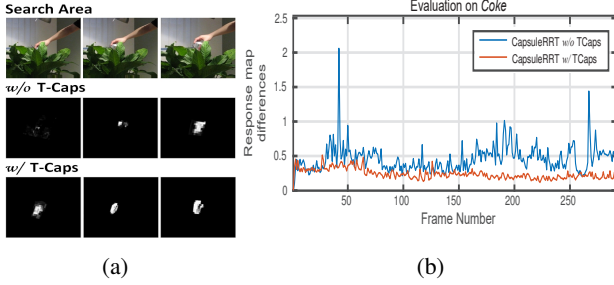 Search Area
w/o T-Caps
w/ T-Caps
(a)
Evaluation on Coke
Response map
differences
2.5
2
1.5
1
0.5
0
CapsuleRRT w/o TCaps
CapsuleRRT w/ TCaps
50
100
150
200
250
Frame Number
(b)